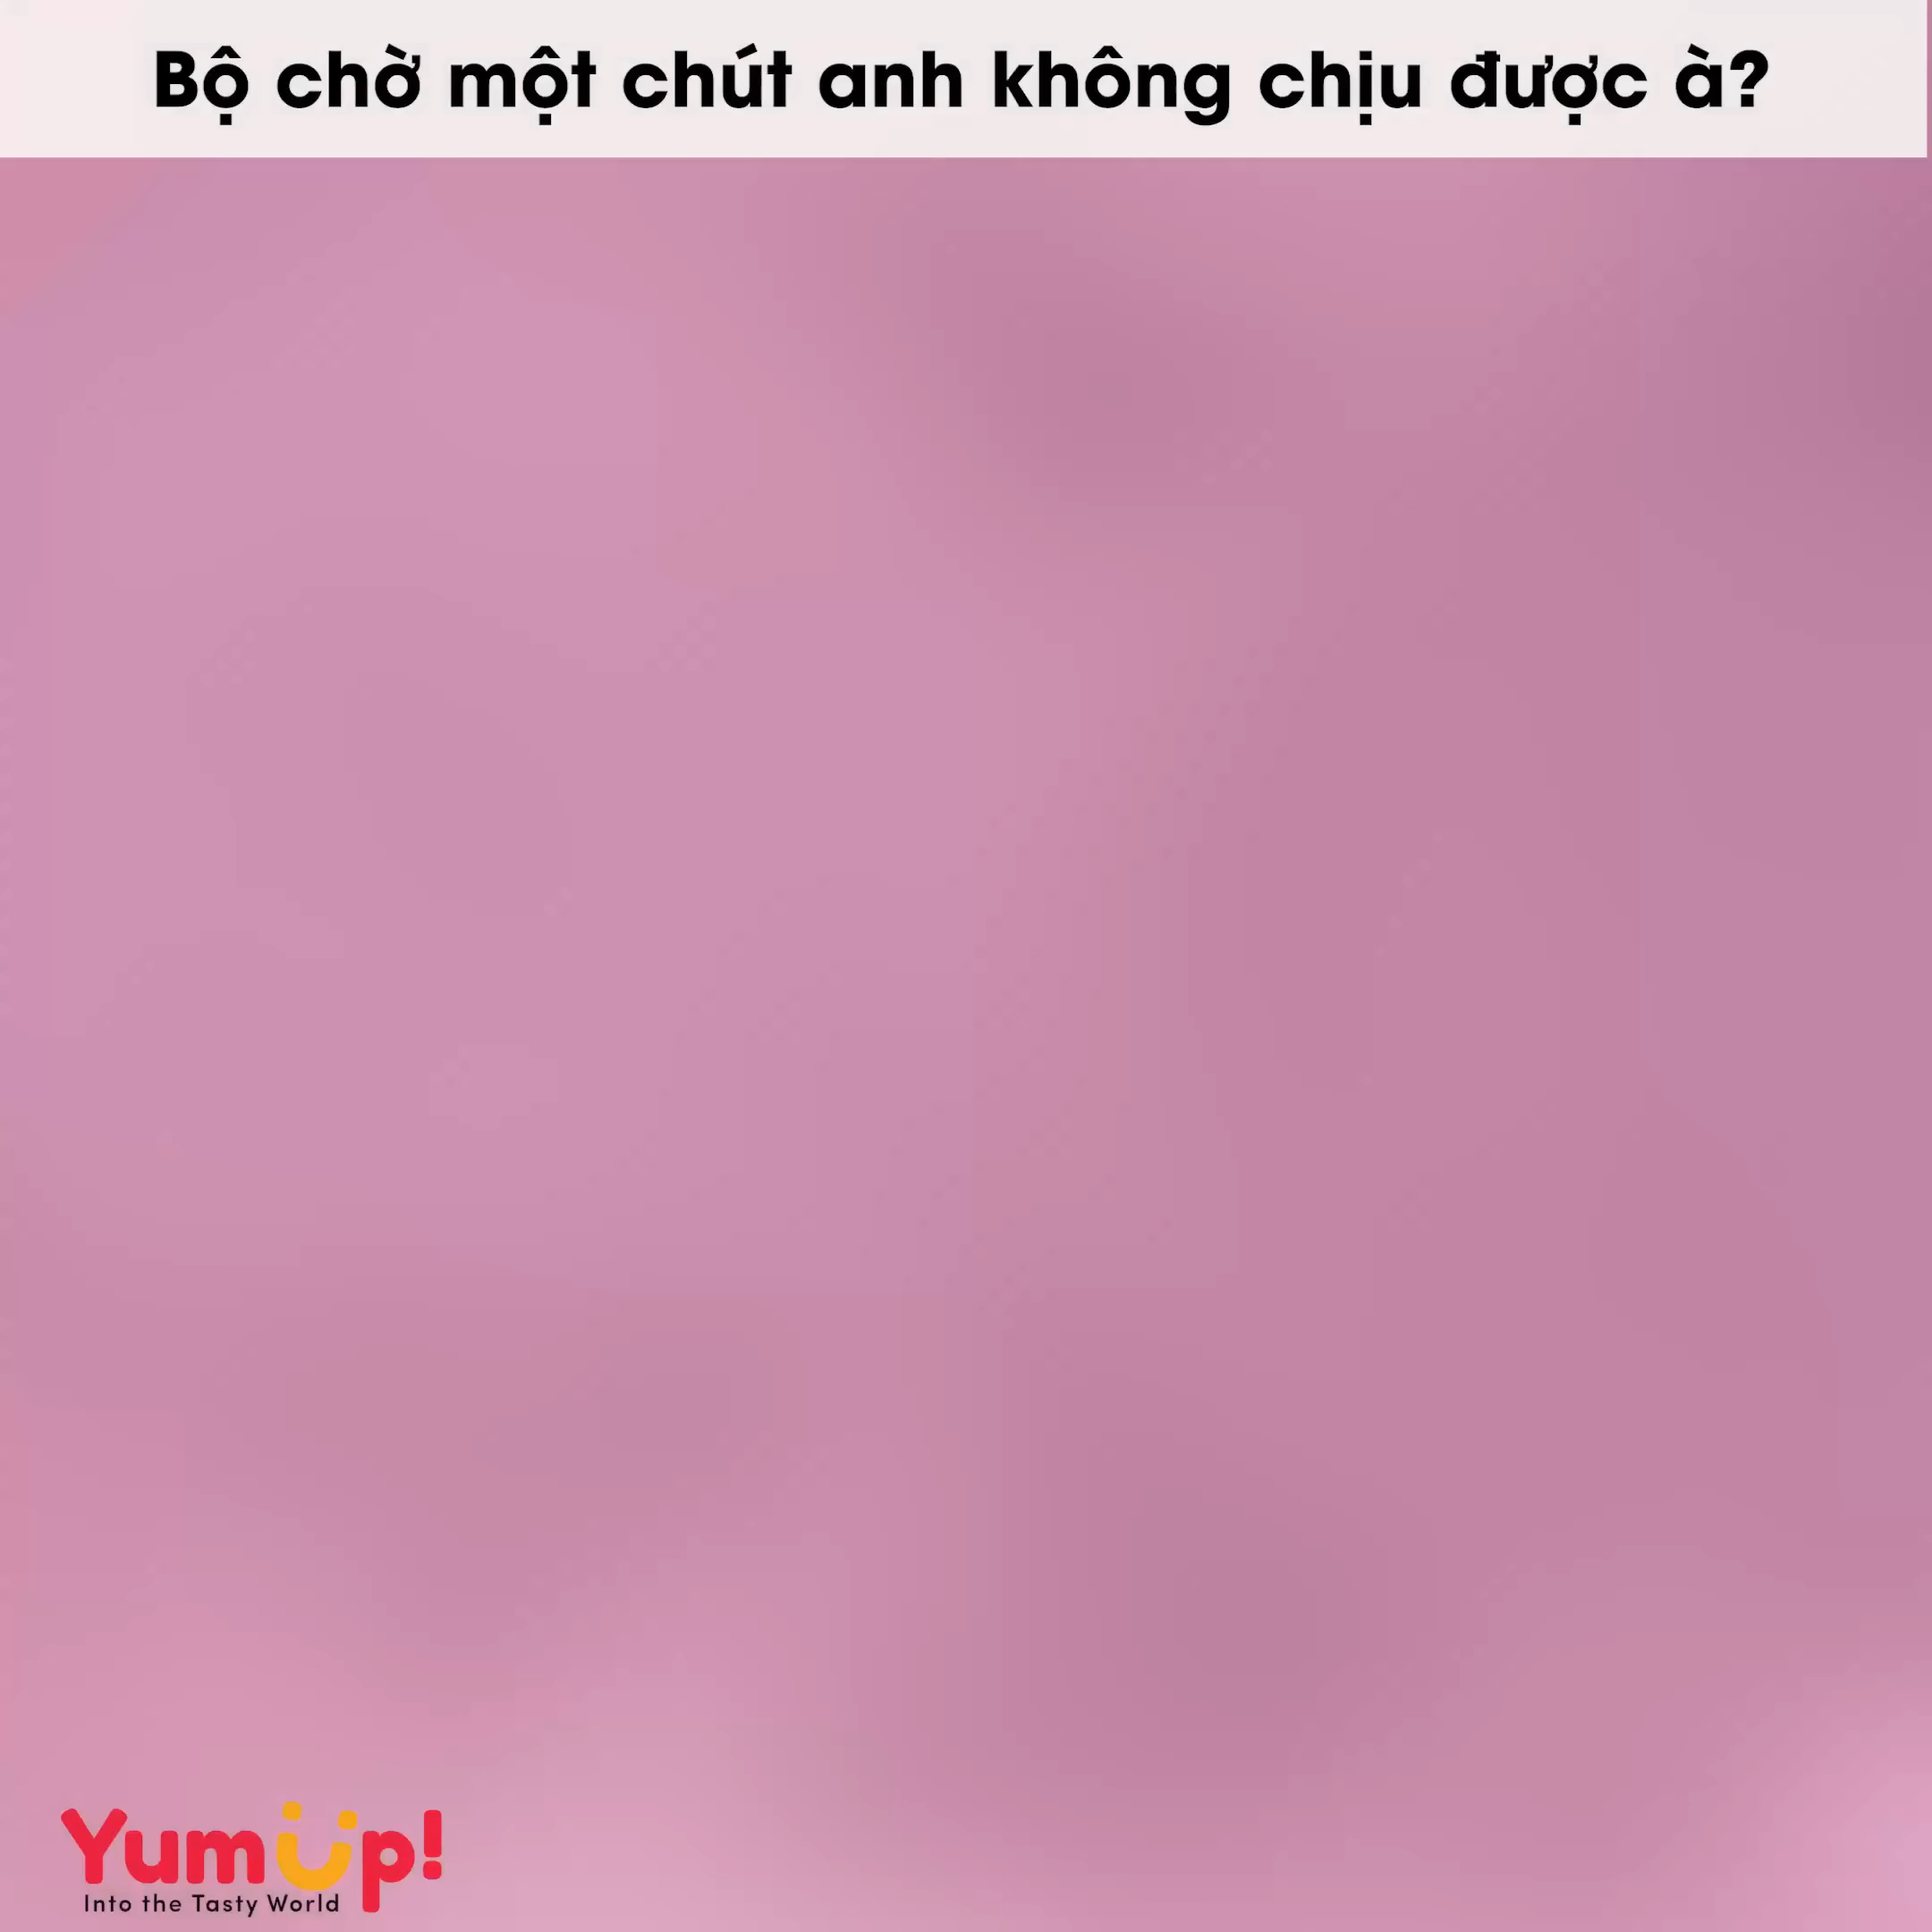 Bộ chờ một chút anh không chịu được à?
YumUp!
Into the Tasty World